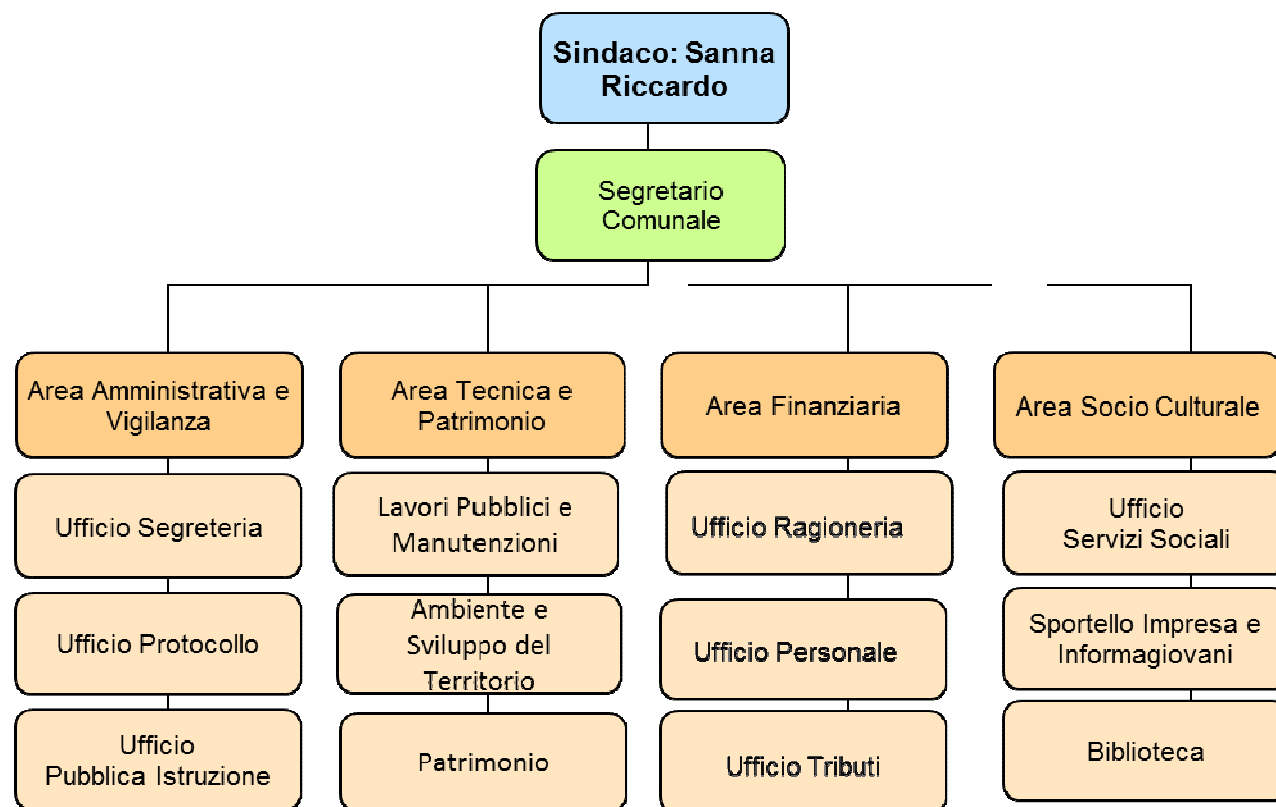 Sindaco: Sanna
Riccardo
Segretario
Comunale
Area Amministrativa e
Vigilanza
Area Tecnica e
Patrimonio
Area Finanziaria
Area Socio Culturale
Ufficio Segreteria
Lavori Pubblici e
Manutenzioni
Ufficio Ragioneria
Ufficio
Servizi Sociali
Ufficio Protocollo
Ambiente e
Sviluppo del
Territorio
Ufficio Personale
Sportello Impresa e
Informagiovani
Ufficio
Pubblica Istruzione
Patrimonio
Ufficio Tributi
Biblioteca